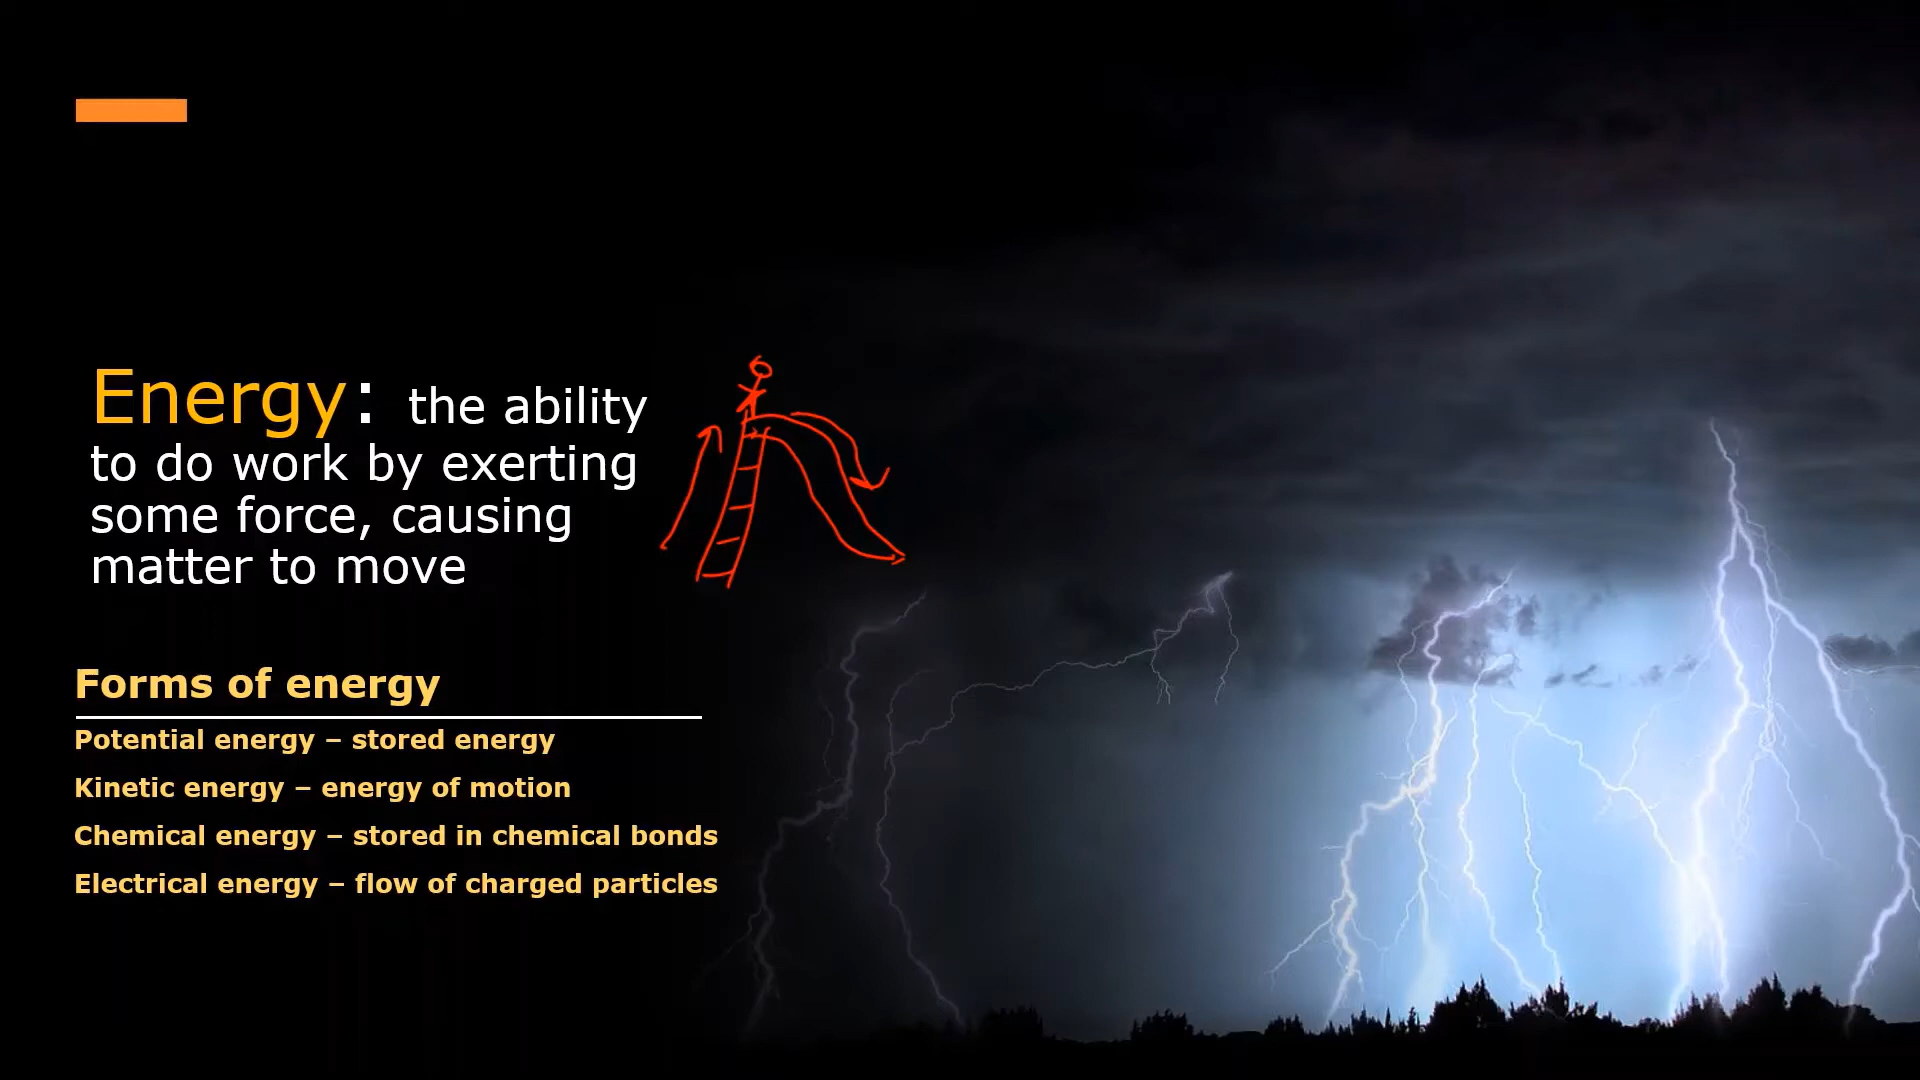 Energy: the ability
to do work by exerting
some force, causing
matter to move
Forms of energy
Potential energy – stored energy
Kinetic energy – energy of motion
Chemical energy – stored in chemical bonds
Electrical energy – flow of charged particles